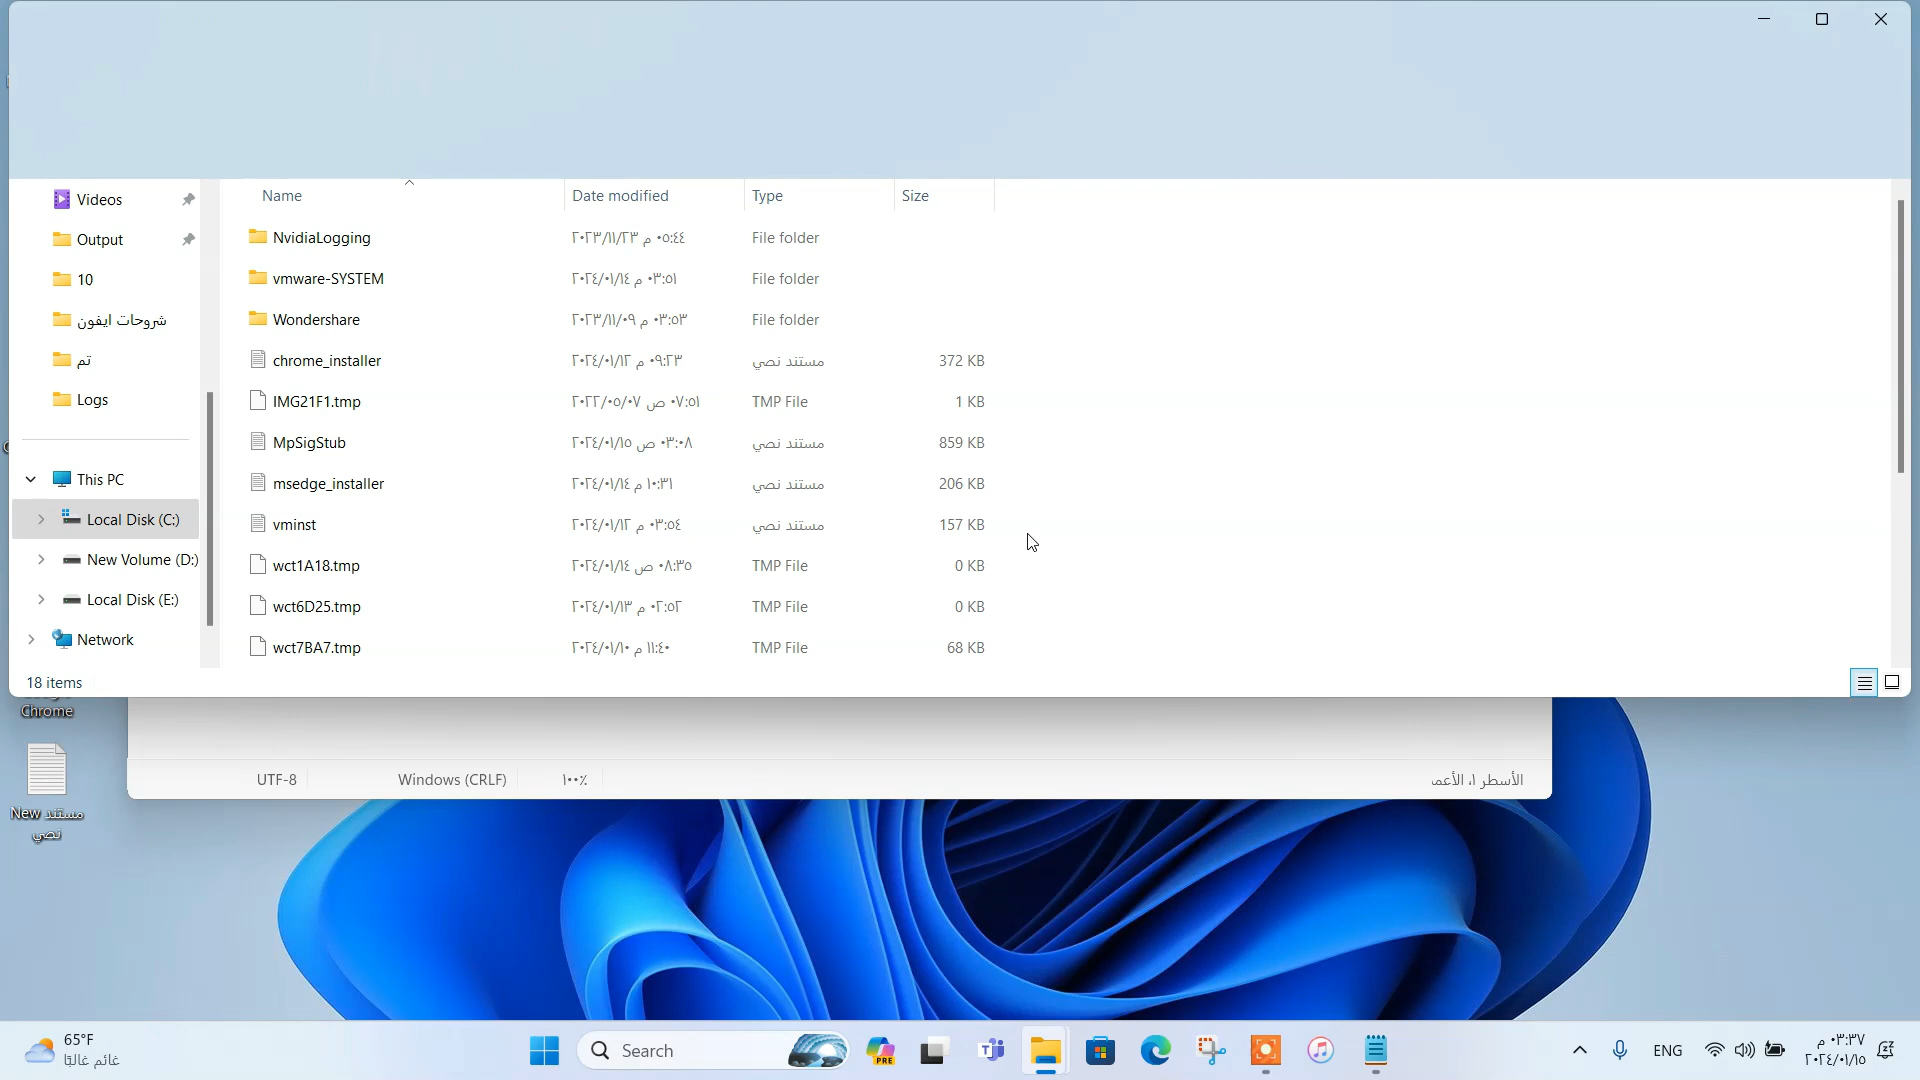 Name
Date modified
Type
Size
Videos
Output
10
شروحات ايفون
تم
Logs
This PC
Local Disk (C:)
New Volume (D:)
Local Disk (E:)
Network
NvidiaLogging ٢٠٢٣/١١/٢٣ م ٠٥:٤٤ File folder
vmware-SYSTEM ٢٠٢٤/٠١/١٤ م ٠٣:٥١ File folder
Wondershare ٢٠٢٣/١١/٠٩ م ٠٣:٥٣ File folder
chrome_installer ٢٠٢٤/٠١/١٢ م ٠٩:٢٣ مستند نصي 372 KB
IMG21F1.tmp ٢٠٢٢/٠٥/٠٧ ص ٠٧:٥١ TMP File 1 KB
MpSigStub ٢٠٢٤/٠١/١٥ ص ٠٣:٠٨ مستند نصي 859 KB
msedge_installer ٢٠٢٤/٠١/١٤ م ١٠:٣١ مستند نصي 206 KB
vminst ٢٠٢٤/٠١/١٢ م ٠٣:٥٤ مستند نصي 157 KB
wct1A18.tmp ٢٠٢٤/٠١/١٤ ص ٠٨:٣٥ TMP File 0 KB
wct6D25.tmp ٢٠٢٤/٠١/١٣ م ٠٢:٥٢ TMP File 0 KB
wct7BA7.tmp ٢٠٢٤/٠١/١٠ م ١١:٤٠ TMP File 68 KB
18 items
Chrome
New مستند
نصي
UTF-8
Windows (CRLF)
١٠٠٪
الأسطر ١، الأعمد
65°F
غائم غالبًا
Search
PRE
ENG
٠٣:٣٧ م
٢٠٢٤/٠١/١٥